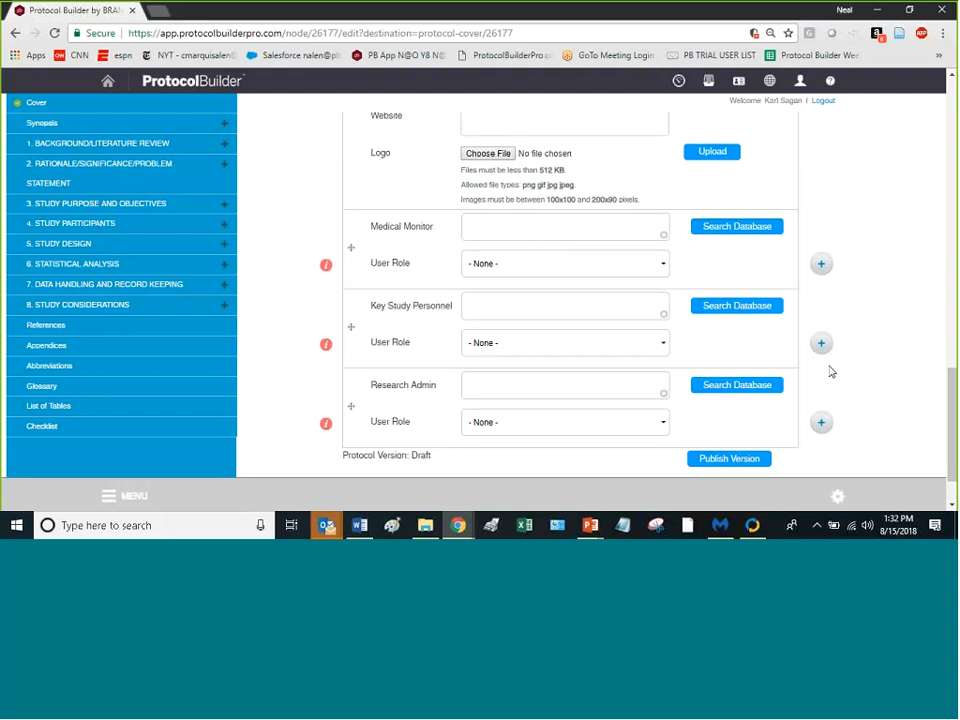 Protocol Builder by BRAN
Neal
Secure
https://app.protocolbuilderpro.com/node/26177/edit?destination=protocol-cover/26177
Apps
CNN
espn
NYT - cmarquisalen
Salesforce nalen@p
PB App N@O Y8 N@
ProtocolBuilderPro.c
GoTo Meeting Login
PB TRIAL USER LIST
Protocol Builder We
»
ProtocolBuilder
Welcome Karl Sagan | Logout
Cover
Synopsis
1. BACKGROUND/LITERATURE REVIEW
2. RATIONALE/SIGNIFICANCE/PROBLEM
STATEMENT
3. STUDY PURPOSE AND OBJECTIVES
4. STUDY PARTICIPANTS
5. STUDY DESIGN
6. STATISTICAL ANALYSIS
7. DATA HANDLING AND RECORD KEEPING
8. STUDY CONSIDERATIONS
References
Appendices
Abbreviations
Glossary
List of Tables
Checklist
Website
Logo
Choose File No file chosen
Upload
Files must be less than 512 KB.
Allowed file types: png gif jpg jpeg.
Images must be between 100x100 and 200x90 pixels.
Medical Monitor
Search Database
User Role
- None -
Key Study Personnel
Search Database
User Role
- None -
Research Admin
Search Database
User Role
- None -
Protocol Version: Draft
Publish Version
MENU
Type here to search
1:32 PM
8/15/2018